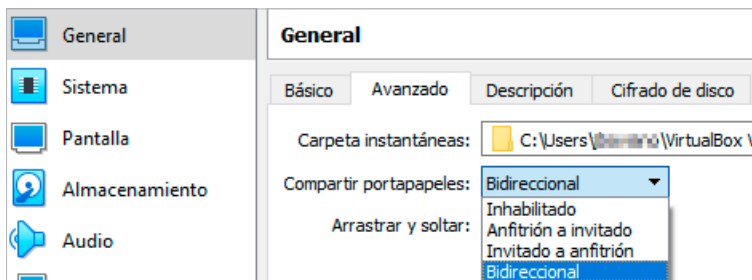 General
Sistema
Pantalla
Almacenamiento
Audio
General
Básico Avanzado Descripción Cifrado de disco
Carpeta instantáneas: C:\Users\ \VirtualBox
Compartir portapapeles: Bidireccional
Arrastrar y soltar:
Inhabilitado
Anfitrión a invitado
Invitado a anfitrión
Bidireccional